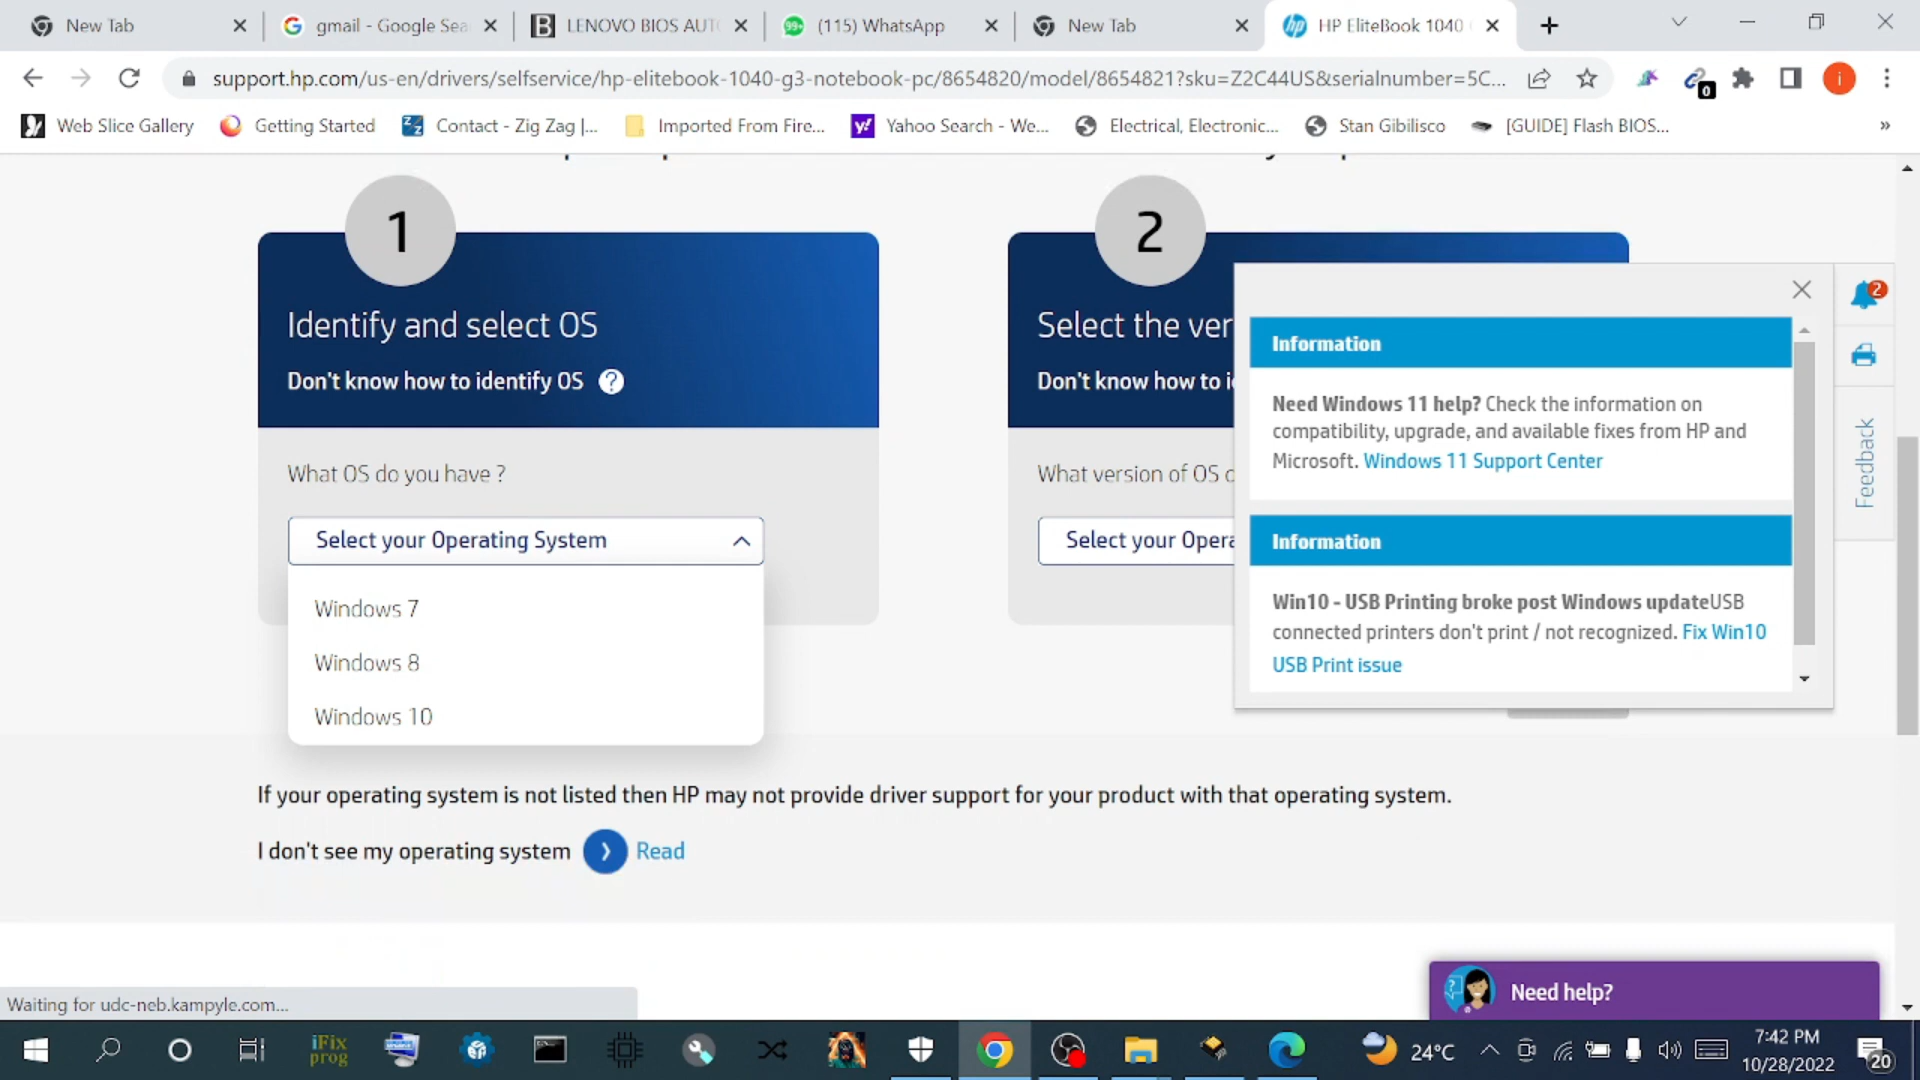 New Tab
gmail - Google Sea
LENOVO BIOS AUT
(115) WhatsApp
New Tab
HP EliteBook 1040
support.hp.com/us-en/drivers/selfservice/hp-elitebook-1040-g3-notebook-pc/8654820/model/8654821?sku=Z2C44US&serialnumber=5C...
0
i
Web Slice Gallery
Getting Started
Contact - Zig Zag |...
Imported From Fire...
Yahoo Search - We...
Electrical, Electronic...
Stan Gibilisco
[GUIDE] Flash BIOS...
»
1
Identify and select OS
Don't know how to identify OS ?
What OS do you have ?
Select your Operating System
Windows 7
Windows 8
Windows 10
2
Select the ver
Don't know how to i
What version of OS
Select your Opera
Information
Need Windows 11 help? Check the information on
compatibility, upgrade, and available fixes from HP and
Microsoft. Windows 11 Support Center
Information
Win10 - USB Printing broke post Windows updateUSB
connected printers don't print / not recognized. Fix Win10
USB Print issue
2
Feedback
If your operating system is not listed then HP may not provide driver support for your product with that operating system.
I don't see my operating system
Read
Need help?
Waiting for udc-neb.kampyle.com...
iFix
prog
24°C
7:42 PM
10/28/2022
20